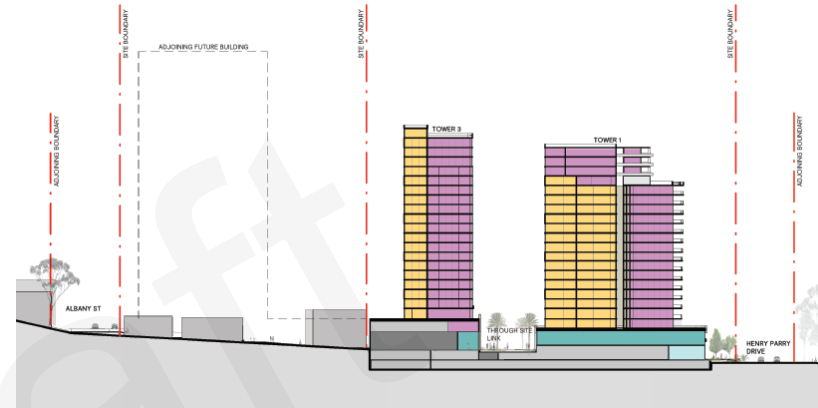 SITE BOUNDARY
SITE BOUNDARY
SITE BOUNDARY
ADJOINING FUTURE BUILDING
ADJOINING BOUNDARY
ADJOINING BOUNDARY
TOWER 3
TOWER 1
ALBANY ST
THROUGH SITE
LINK
HENRY PARRY
DRIVE